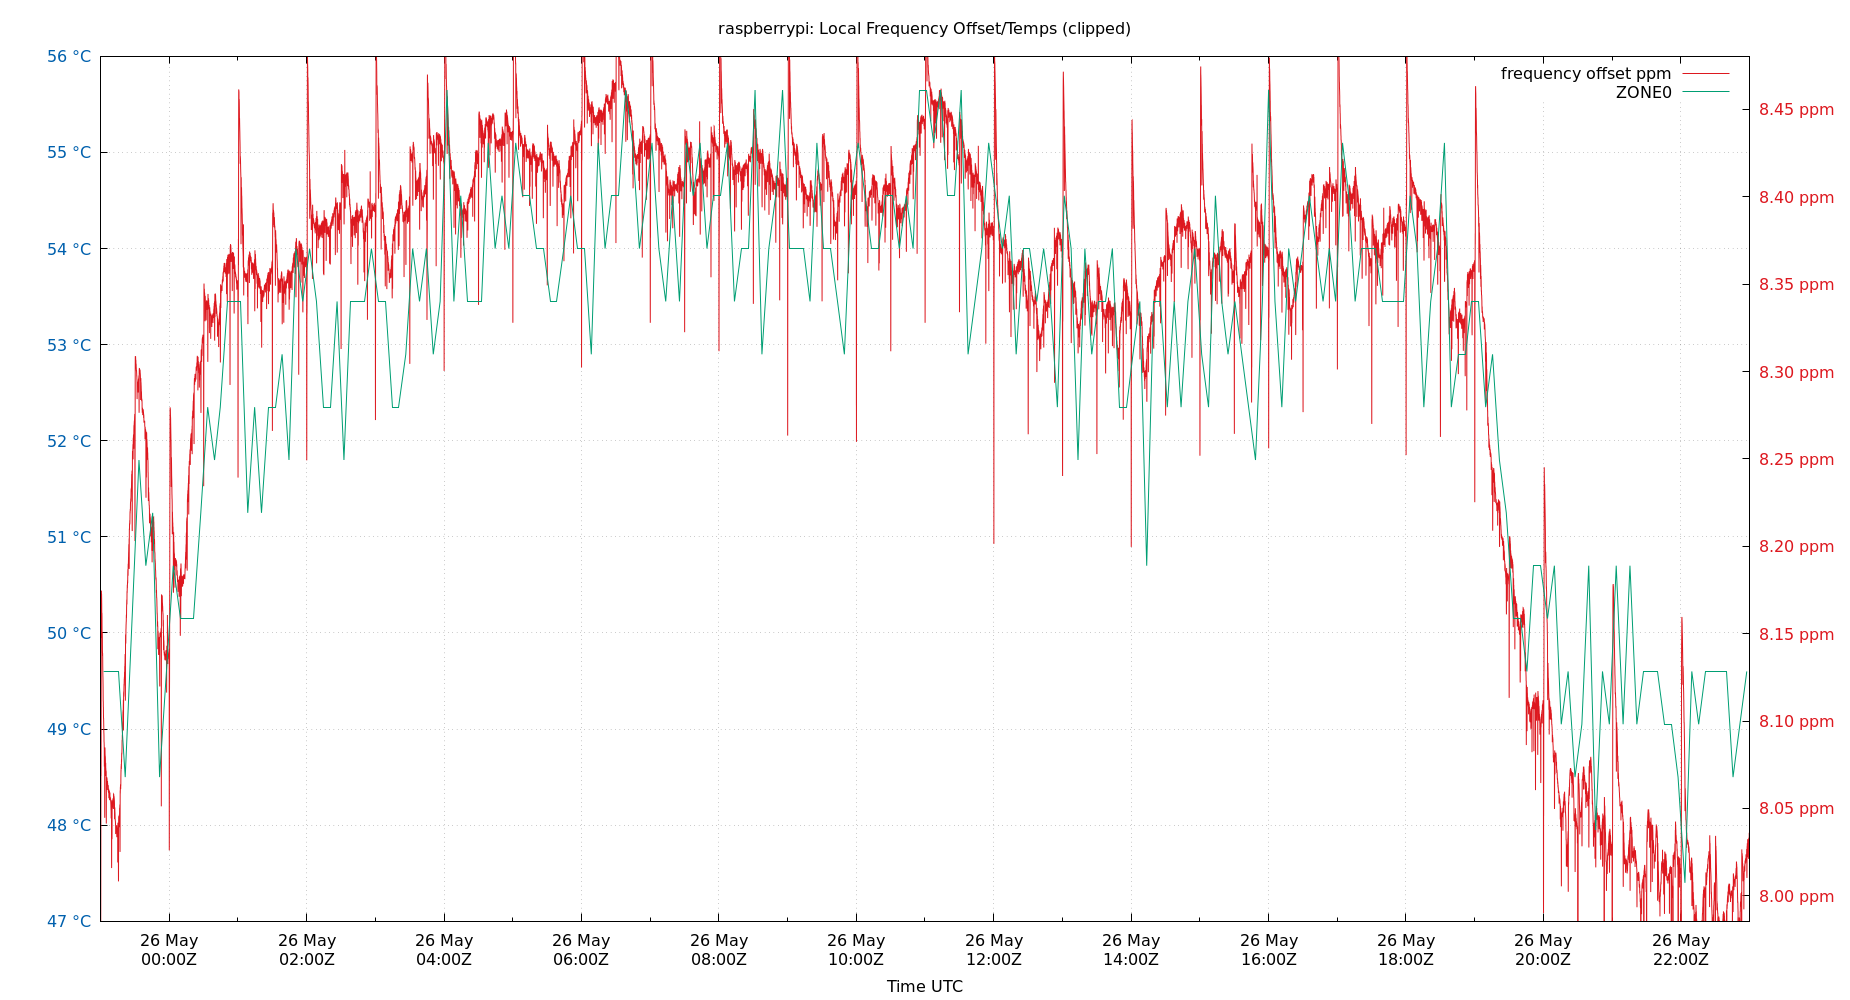 raspberrypi: Local Frequency Offset/Temps (clipped)
56 °C
55 °C
54 °C
53 °C
52 °C
51 °C
50 °C
49 °C
48 °C
47 °C
frequency offset ppm
ZONE0
8.45 ppm
8.40 ppm
8.35 ppm
8.30 ppm
8.25 ppm
8.20 ppm
8.15 ppm
8.10 ppm
8.05 ppm
8.00 ppm
26 May 26 May 26 May 26 May 26 May 26 May 26 May 26 May 26 May 26 May 26 May 26 May
00:00Z 02:00Z 04:00Z 06:00Z 08:00Z 10:00Z 12:00Z 14:00Z 16:00Z 18:00Z 20:00Z 22:00Z
Time UTC